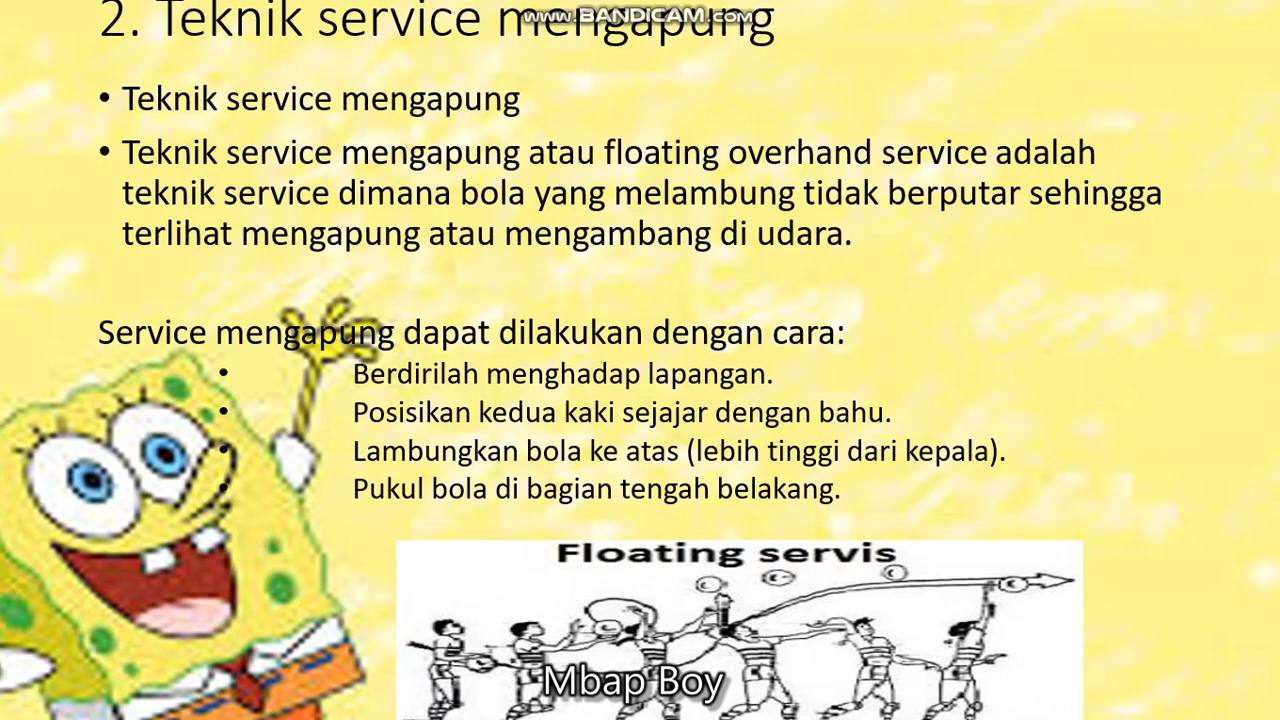 www.BANDICAM.com
2. Teknik service mengapung
• Teknik service mengapung
• Teknik service mengapung atau floating overhand service adalah
teknik service dimana bola yang melambung tidak berputar sehingga
terlihat mengapung atau mengambang di udara.
Service mengapung dapat dilakukan dengan cara:
• Berdirilah menghadap lapangan.
• Posisikan kedua kaki sejajar dengan bahu.
• Lambungkan bola ke atas (lebih tinggi dari kepala).
• Pukul bola di bagian tengah belakang.
Floating servis
Mbap Boy